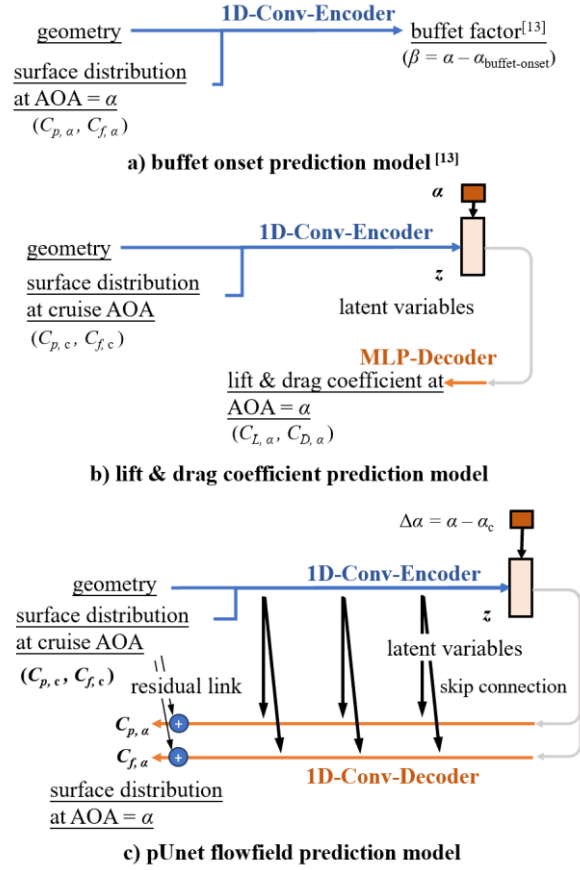 1D-Conv-Encoder
geometry
buffet factor[13]
(β = α − αbuffet-onset)
surface distribution
at AOA = α
(Cp, α, Cf, α)
a) buffet onset prediction model [13]
α
1D-Conv-Encoder
geometry
z
surface distribution
at cruise AOA
(Cp, c, Cf, c)
latent variables
MLP-Decoder
lift & drag coefficient at
AOA = α
(CL, α, CD, α)
b) lift & drag coefficient prediction model
Δα = α − αc
1D-Conv-Encoder
geometry
z
surface distribution
at cruise AOA
(Cp, c, Cf, c)
latent variables
residual link
skip connection
Cp, α
+
Cf, α
+
1D-Conv-Decoder
surface distribution
at AOA = α
c) pUnet flowfield prediction model